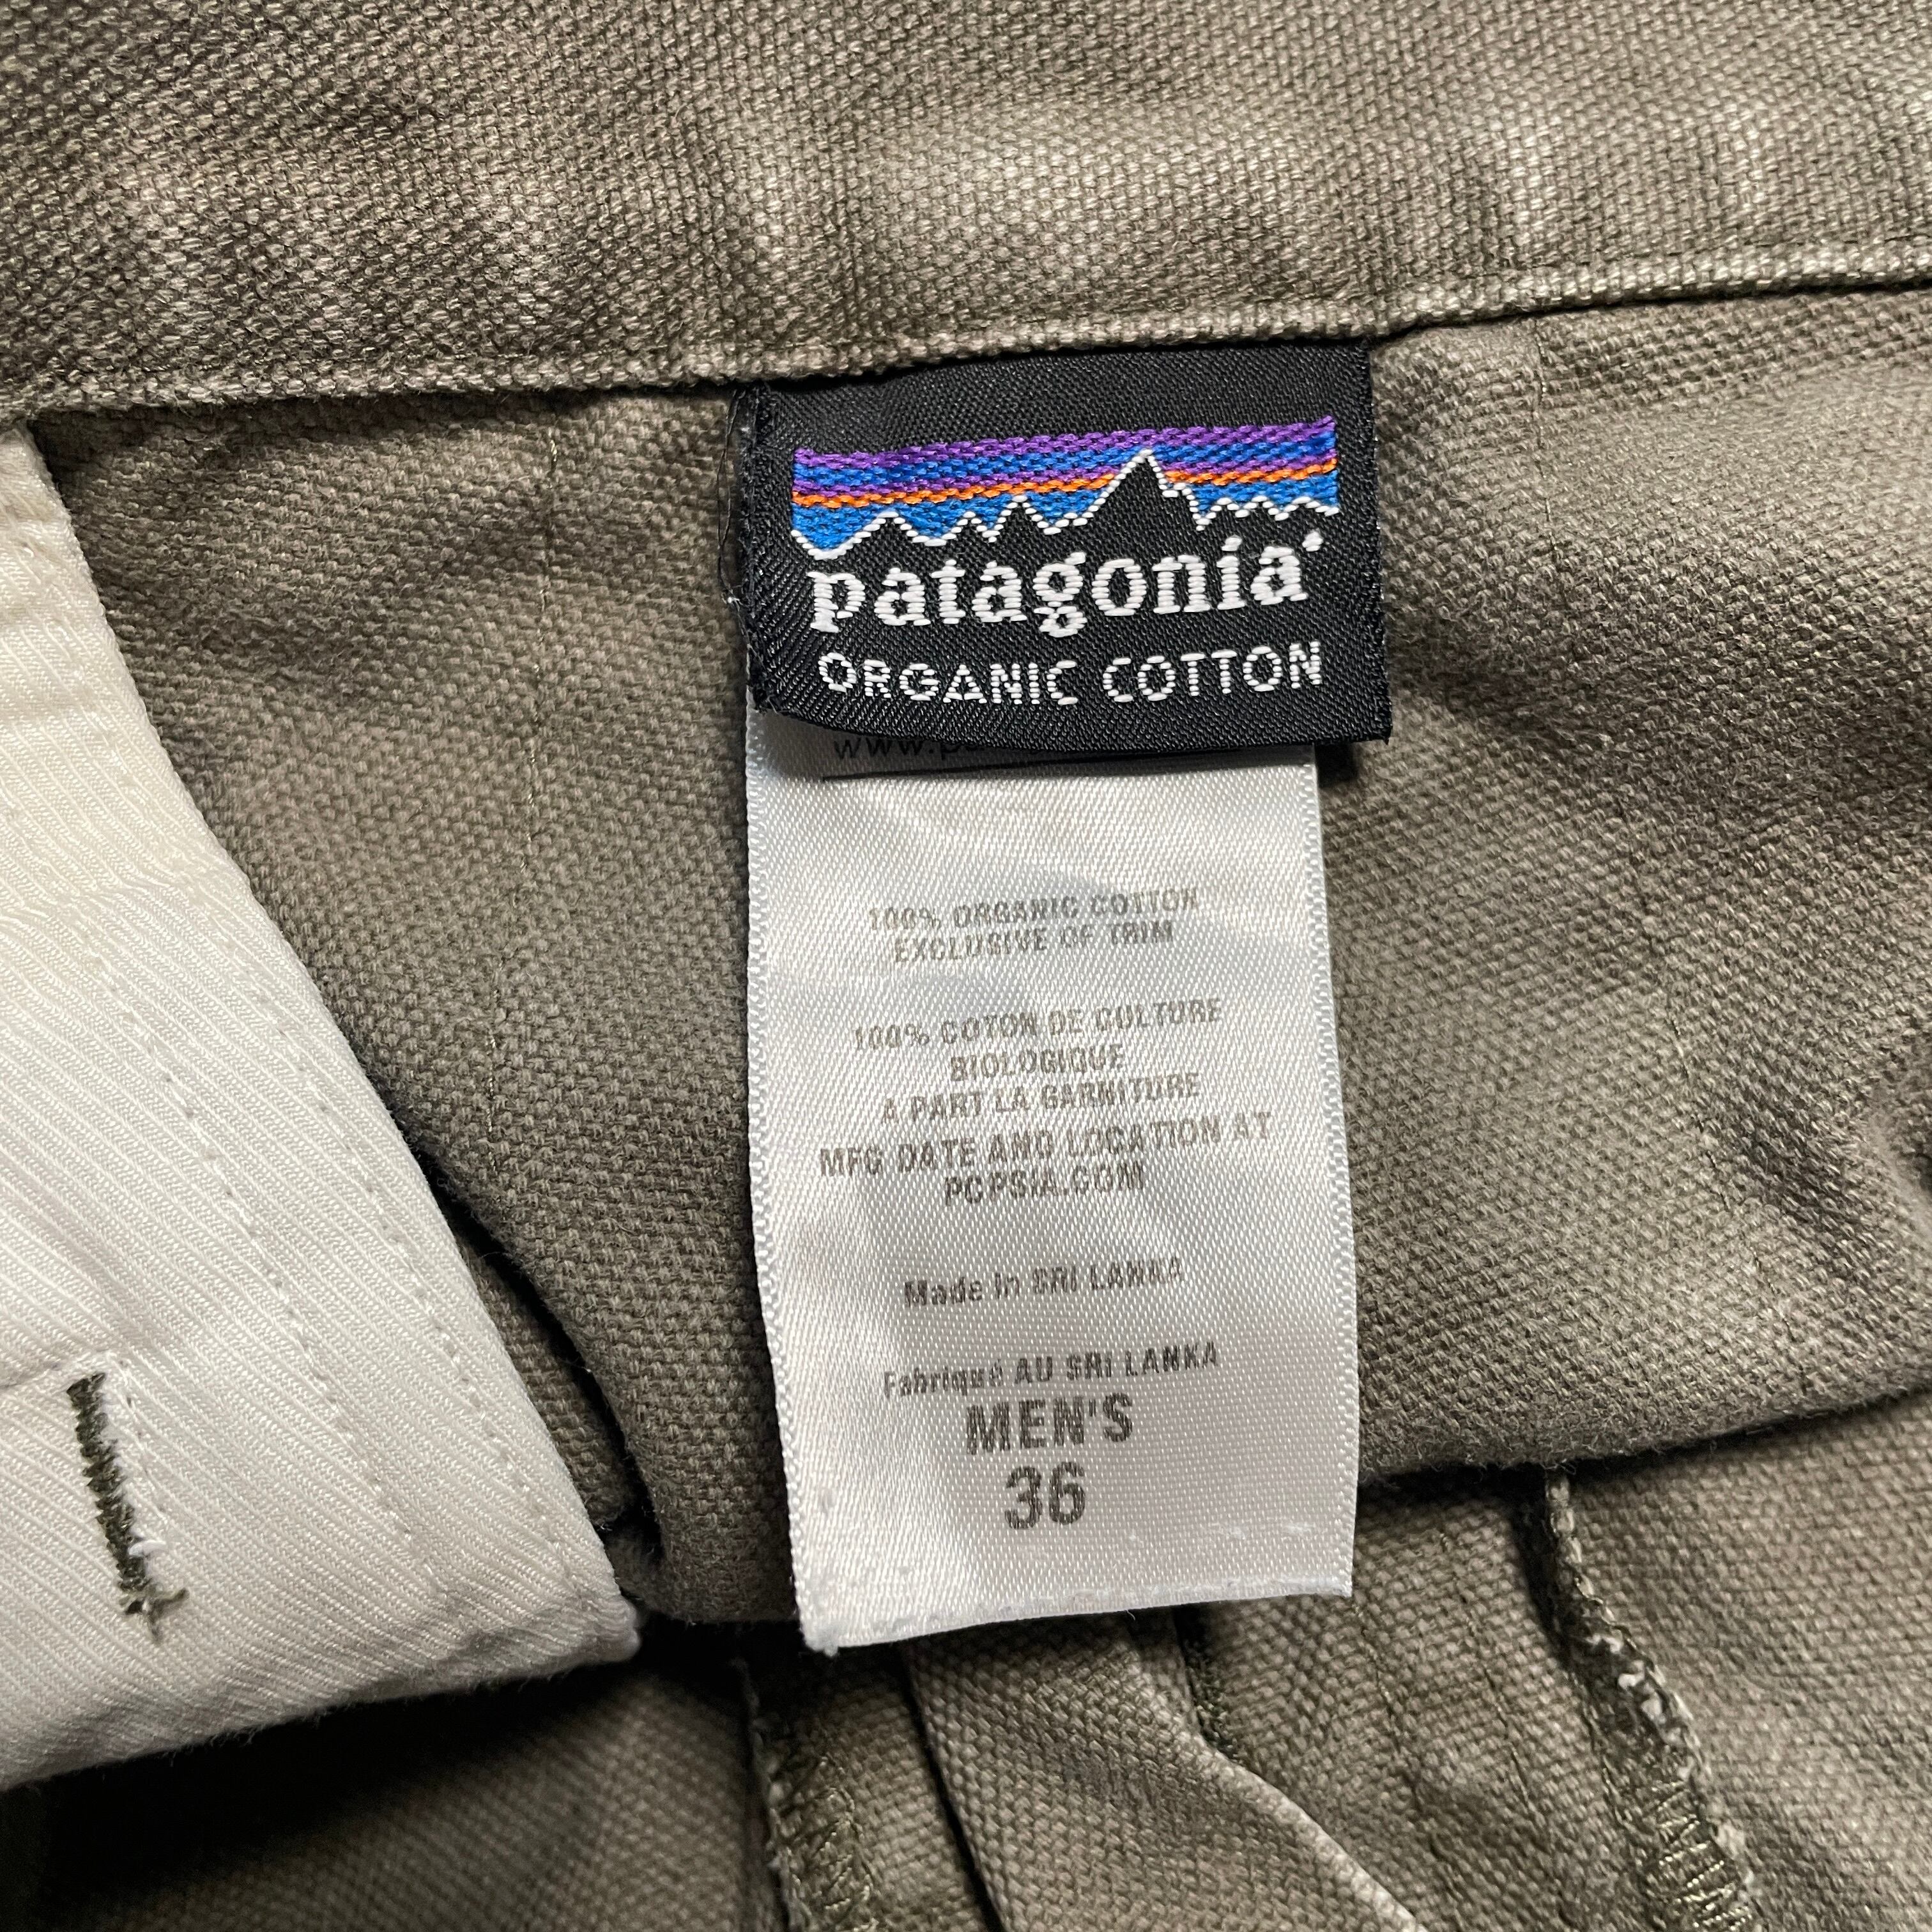 patagonia
ORGANIC COTTON
100% ORGANIC COTTON
EXCLUSIVE OF TRIM
100% COTON DE CULTURE
BIOLOGIQUE
A PART LA GARNITURE
MFG DATE AND LOCATION AT
PCPSIA.COM
Made in SRI LANKA
Fabriqué AU SRI LANKA
MEN'S
36